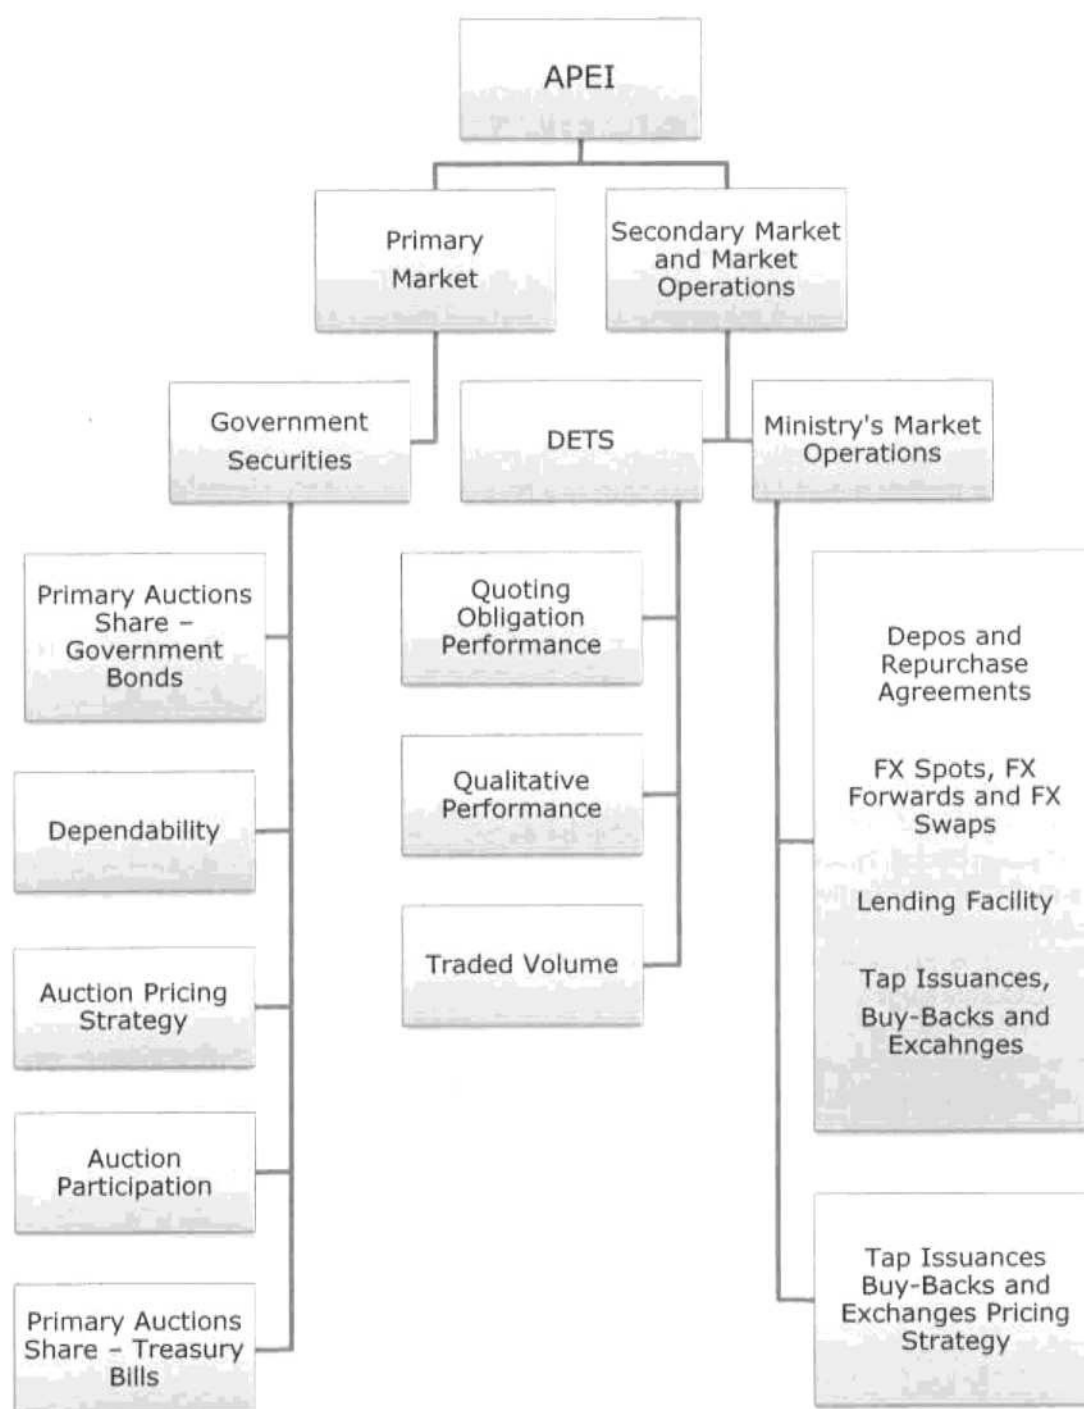 APEI
Primary
Market
Secondary Market
and Market
Operations
Government
Securities
DETS
Ministry's Market
Operations
Primary Auctions
Share –
Government
Bonds
Dependability
Auction Pricing
Strategy
Auction
Participation
Primary Auctions
Share – Treasury
Bills
Quoting
Obligation
Performance
Qualitative
Performance
Traded Volume
Depos and
Repurchase
Agreements
FX Spots, FX
Forwards and FX
Swaps
Lending Facility
Tap Issuances,
Buy-Backs and
Excahnges
Tap Issuances
Buy-Backs and
Exchanges Pricing
Strategy